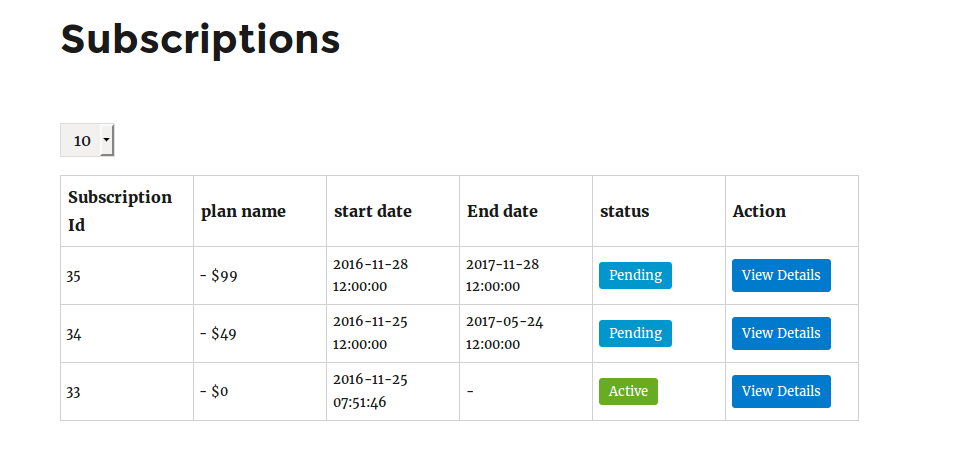 Subscriptions
10
Subscription Id plan name start date End date status Action
35 - $99 2016-11-28 12:00:00 2017-11-28 12:00:00 Pending View Details
34 - $49 2016-11-25 12:00:00 2017-05-24 12:00:00 Pending View Details
33 - $0 2016-11-25 07:51:46 - Active View Details